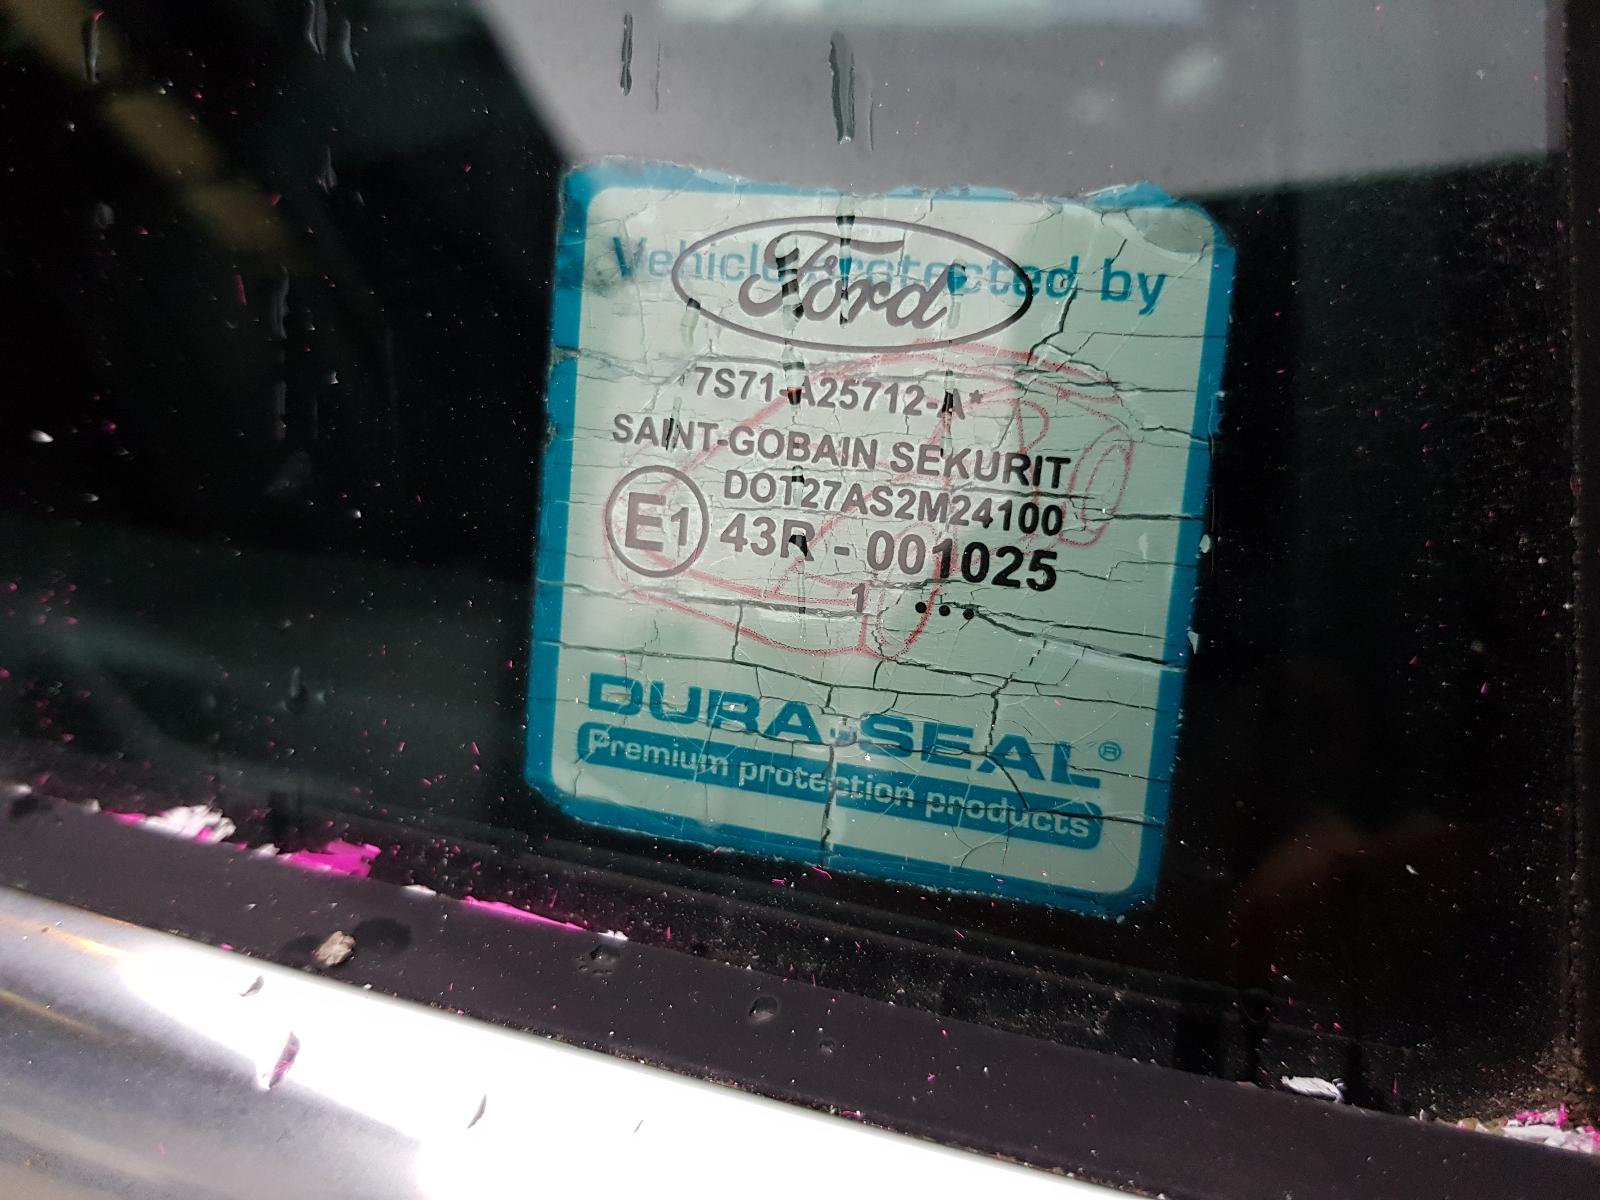 Vehicle protected by
Ford
7S71-A25712-A*
SAINT-GOBAIN SEKURIT
DOT27AS2M24100
E1 43R - 001025
1 •••
DURA-SEAL®
Premium protection products